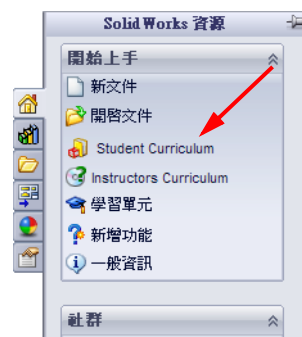 SolidWorks 資源
開始上手
新文件
開啓文件
Student Curriculum
Instructors Curriculum
學習單元
新增功能
一般資訊
社群